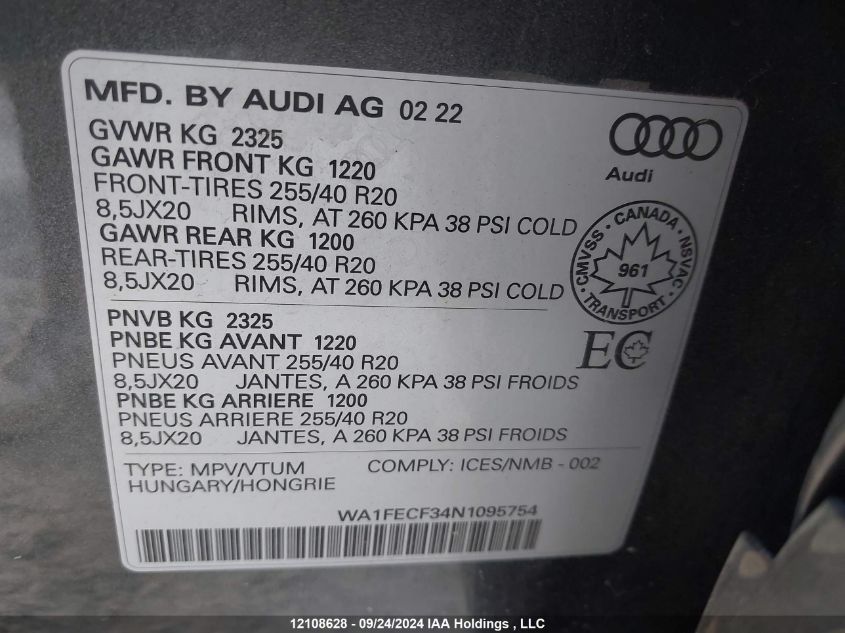 MFD. BY AUDI AG 02 22
GVWR KG 2325
GAWR FRONT KG 1220
FRONT-TIRES 255/40 R20
8,5JX20 RIMS, AT 260 KPA 38 PSI COLD
GAWR REAR KG 1200
REAR-TIRES 255/40 R20
8,5JX20 RIMS, AT 260 KPA 38 PSI COLD
Audi
CMVSS · CANADA · NSVAC · TRANSPORT ·
961
EC
PNVB KG 2325
PNBE KG AVANT 1220
PNEUS AVANT 255/40 R20
8,5JX20 JANTES, A 260 KPA 38 PSI FROIDS
PNBE KG ARRIERE 1200
PNEUS ARRIERE 255/40 R20
8,5JX20 JANTES, A 260 KPA 38 PSI FROIDS
TYPE: MPV/VTUM COMPLY: ICES/NMB - 002
HUNGARY/HONGRIE
WA1FECF34N1095754
12108628 - 09/24/2024 IAA Holdings , LLC